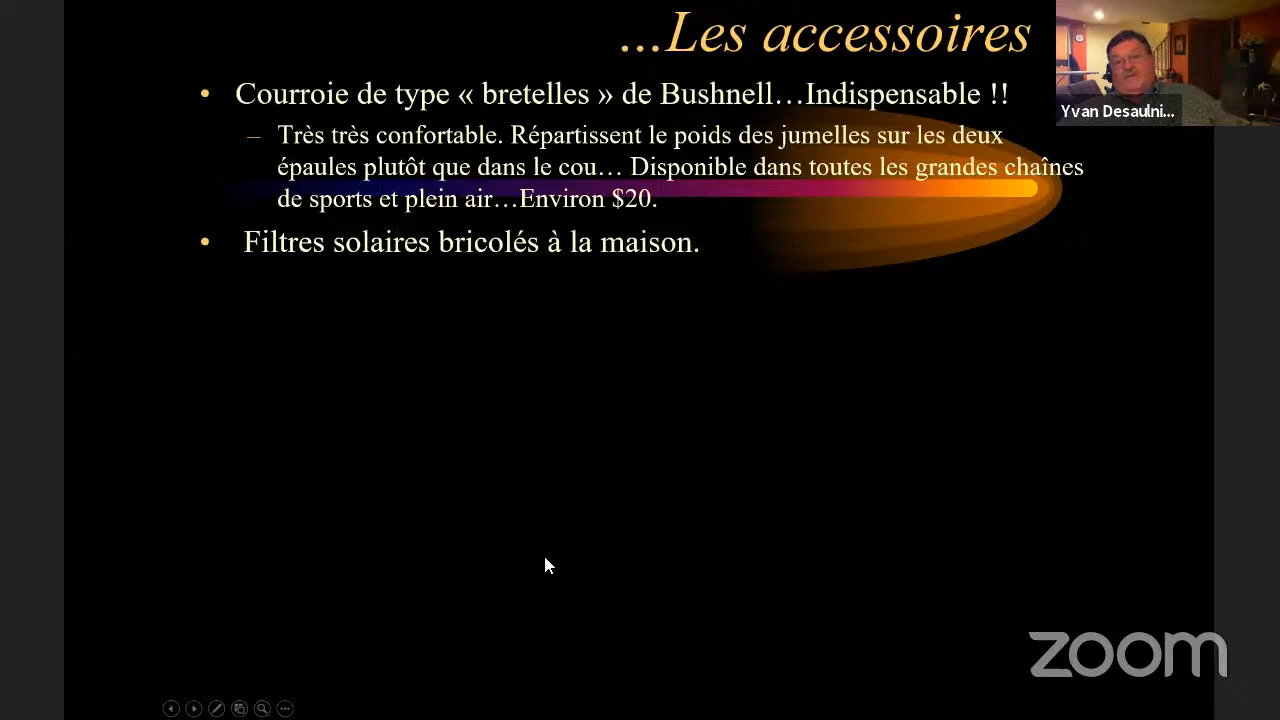 …Les accessoires
• Courroie de type « bretelles » de Bushnell…Indispensable !!
– Très très confortable. Répartissent le poids des jumelles sur les deux
épaules plutôt que dans le cou… Disponible dans toutes les grandes chaînes
de sports et plein air…Environ $20.
• Filtres solaires bricolés à la maison.
Yvan Desaulni...
zoom